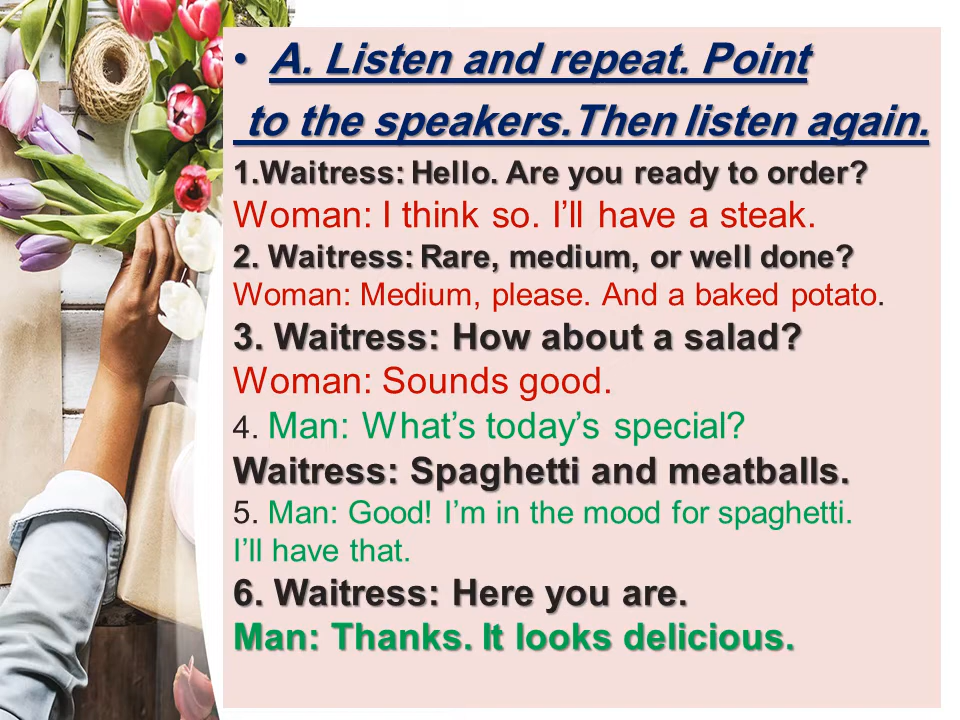 • A. Listen and repeat. Point
to the speakers.Then listen again.
1.Waitress: Hello. Are you ready to order?
Woman: I think so. I’ll have a steak.
2. Waitress: Rare, medium, or well done?
Woman: Medium, please. And a baked potato.
3. Waitress: How about a salad?
Woman: Sounds good.
4. Man: What’s today’s special?
Waitress: Spaghetti and meatballs.
5. Man: Good! I’m in the mood for spaghetti.
I’ll have that.
6. Waitress: Here you are.
Man: Thanks. It looks delicious.